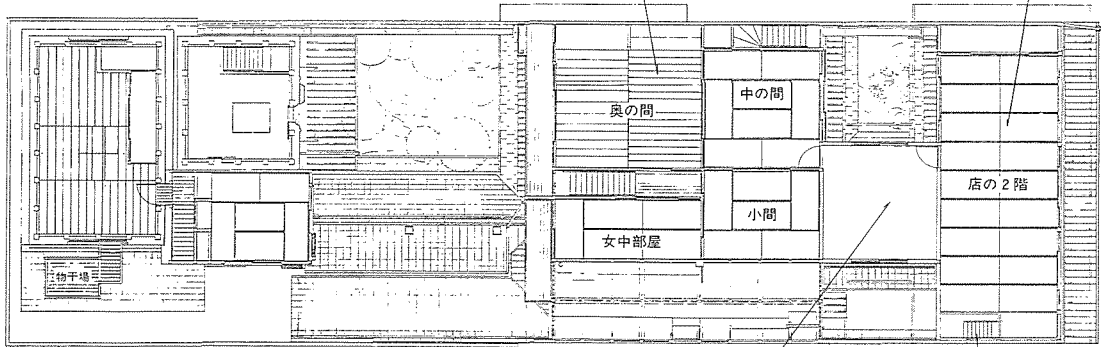 中の間
奥の間
店の2階
小間
女中部屋
物干場